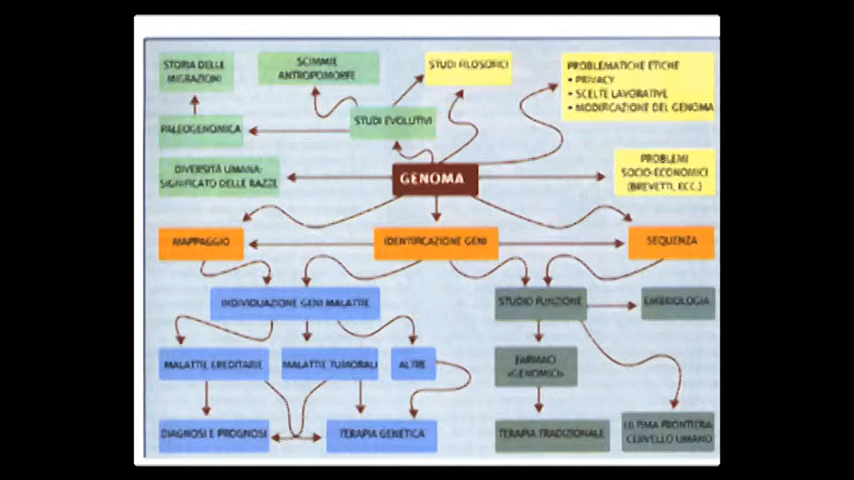 STORIA DELLE
MIGRAZIONI
SCIMMIE
ANTROPOMORFE
STUDI FILOSOFICI
PROBLEMATICHE ETICHE
• PRIVACY
• SCELTE LAVORATIVE
• MODIFICAZIONE DEL GENOMA
PALEOGENOMICA
STUDI EVOLUTIVI
DIVERSITÀ UMANA:
SIGNIFICATO DELLE RAZZE
GENOMA
PROBLEMI
SOCIO-ECONOMICI
(BREVETTI, ECC.)
MAPPAGGIO
IDENTIFICAZIONE GENI
SEQUENZA
INDIVIDUAZIONE GENI MALATTIE
STUDIO FUNZIONE
EMBRIOLOGIA
MALATTIE EREDITARIE
MALATTIE TUMORALI
ALTRE
FARMACI
«GENOMICI»
DIAGNOSI E PROGNOSI
TERAPIA GENETICA
TERAPIA TRADIZIONALE
ULTIMA FRONTIERA:
CERVELLO UMANO